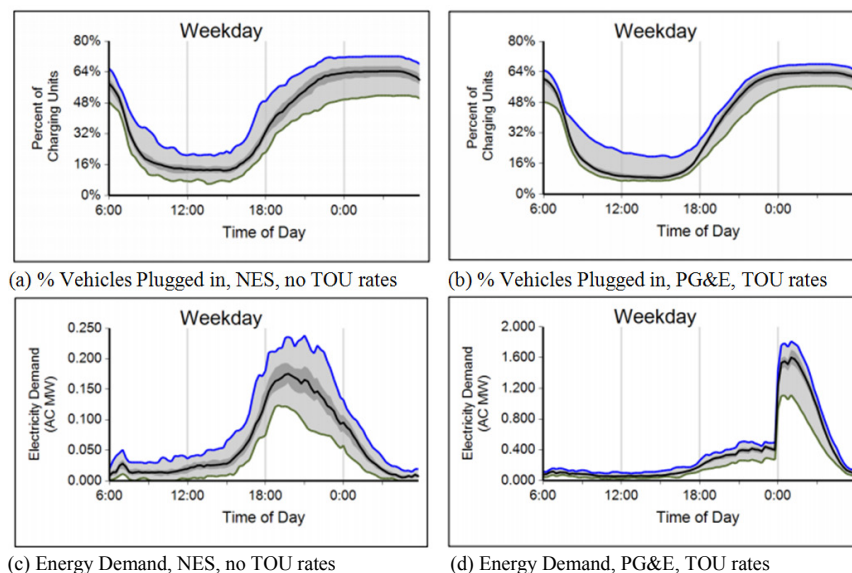 Weekday
80%
64%
48%
32%
16%
0%
Percent of
Charging Units
6:00 12:00 18:00 0:00
Time of Day
(a) % Vehicles Plugged in, NES, no TOU rates
Weekday
80%
64%
48%
32%
16%
0%
Percent of
Charging Units
6:00 12:00 18:00 0:00
Time of Day
(b) % Vehicles Plugged in, PG&E, TOU rates
Weekday
0.250
0.200
0.150
0.100
0.050
0.000
Electricity Demand
(AC MW)
6:00 12:00 18:00 0:00
Time of Day
(c) Energy Demand, NES, no TOU rates
Weekday
2.000
1.600
1.200
0.800
0.400
0.000
Electricity Demand
(AC MW)
6:00 12:00 18:00 0:00
Time of Day
(d) Energy Demand, PG&E, TOU rates